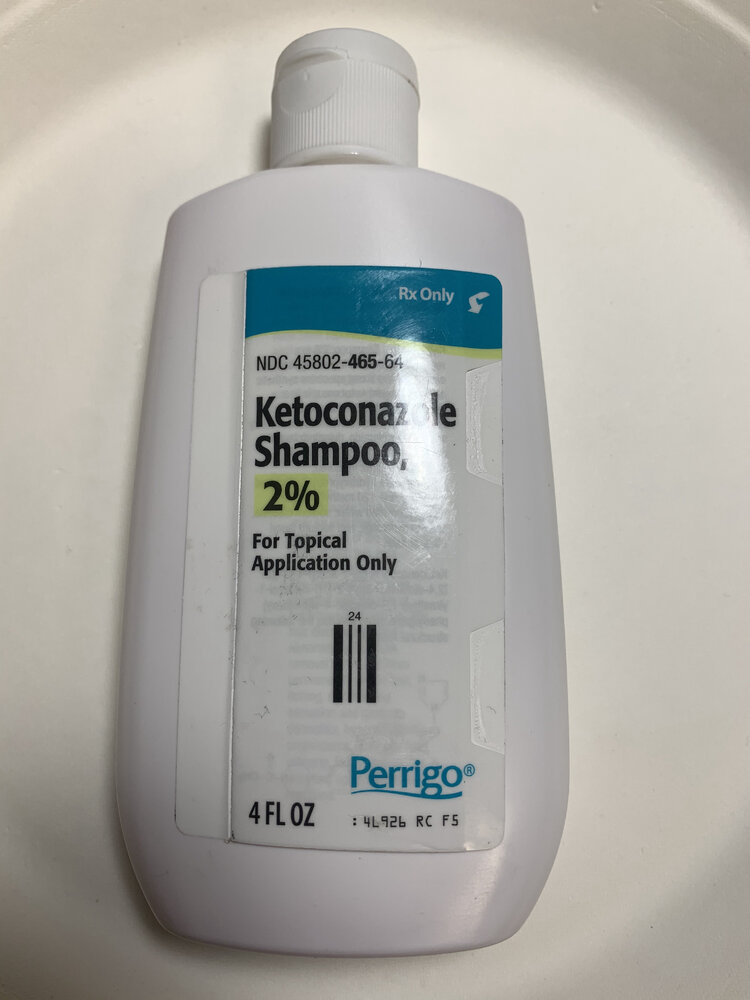 Rx Only
NDC 45802-465-64
Ketoconazole
Shampoo,
2%
For Topical
Application Only
24
Perrigo®
4 FL OZ
: 4L926 RC F5